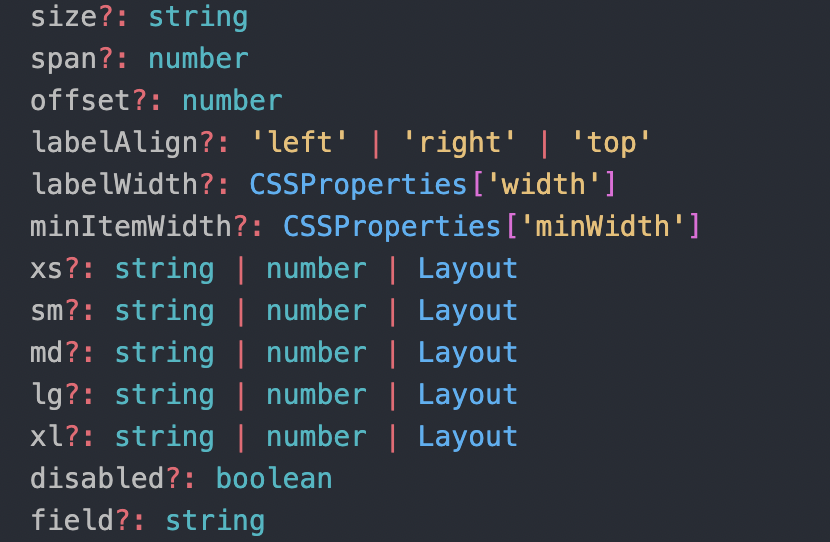 size?: string
span?: number
offset?: number
labelAlign?: 'left' | 'right' | 'top'
labelWidth?: CSSProperties['width']
minItemWidth?: CSSProperties['minWidth']
xs?: string | number | Layout
sm?: string | number | Layout
md?: string | number | Layout
lg?: string | number | Layout
xl?: string | number | Layout
disabled?: boolean
field?: string